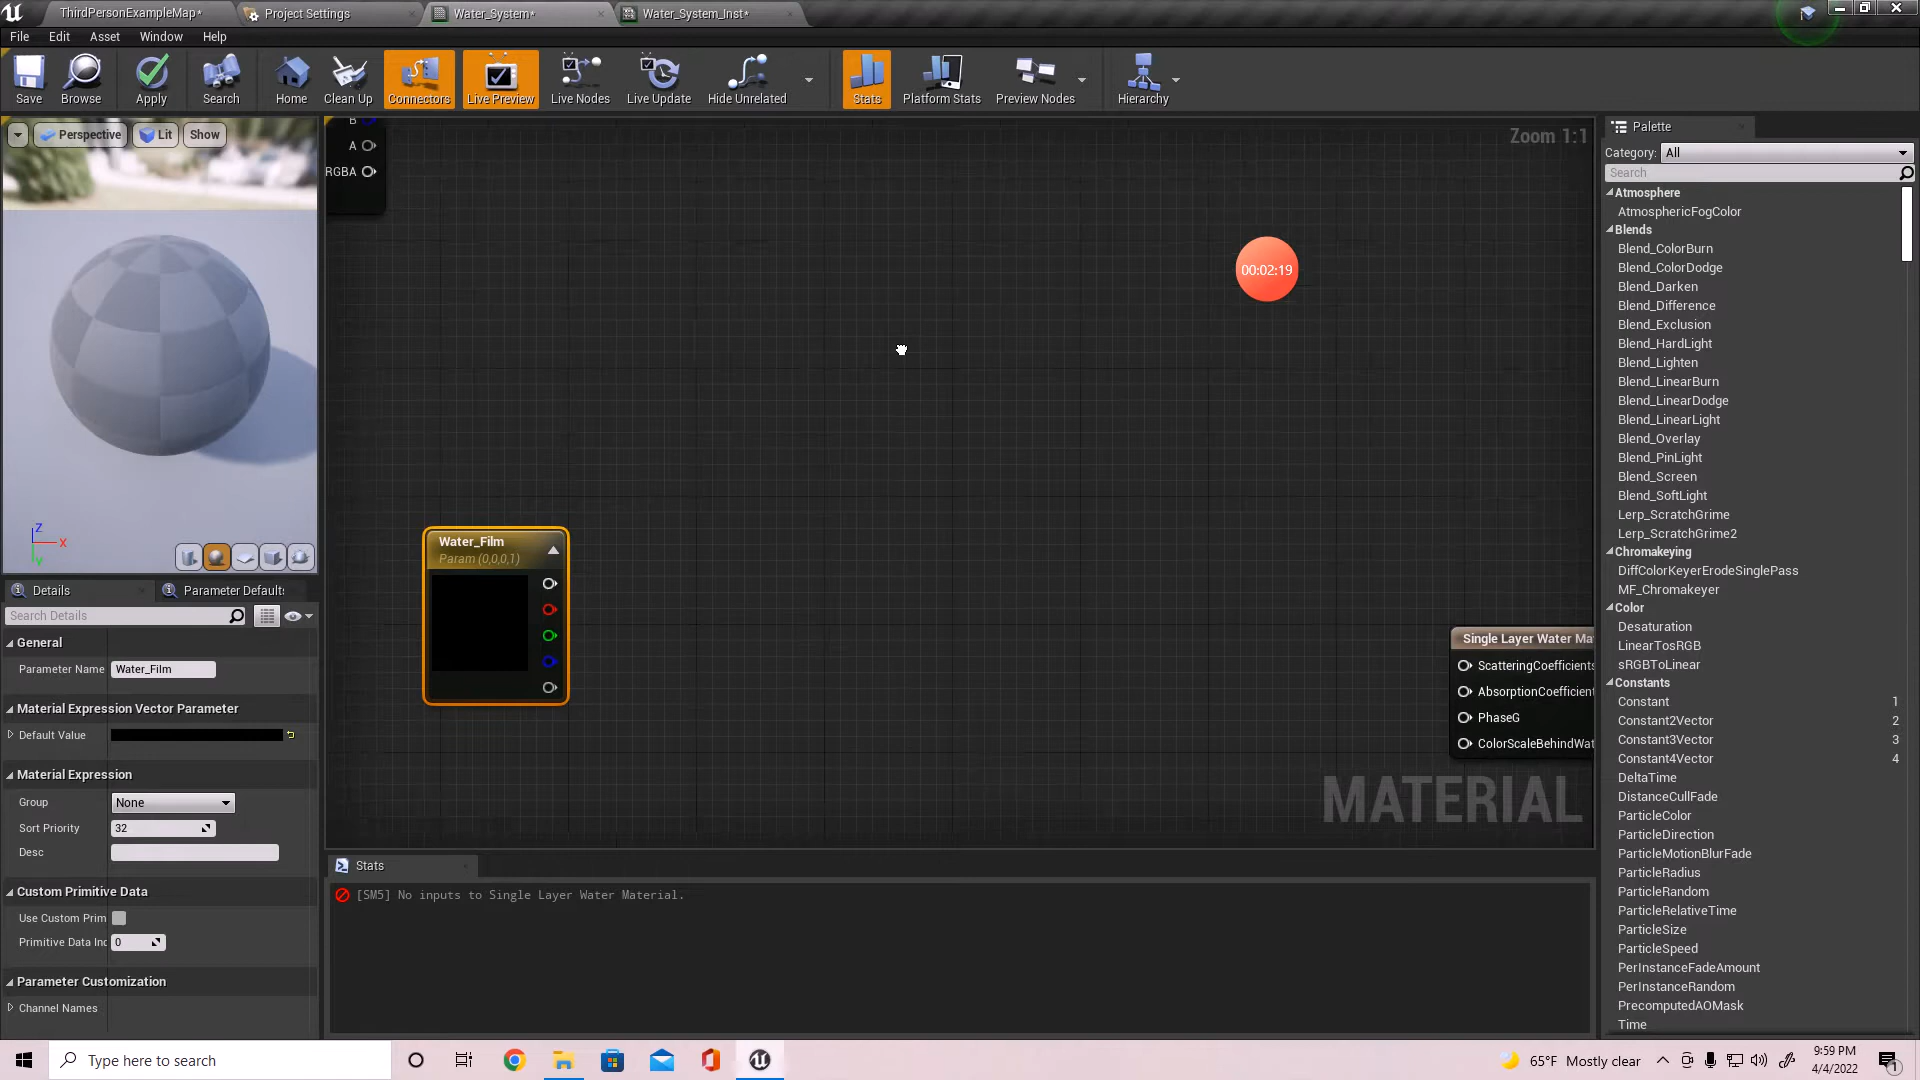 ThirdPersonExampleMap*
Project Settings
Water_System*
Water_System_Inst*
File Edit Asset Window Help
Save Browse Apply Search Home Clean Up Connectors Live Preview Live Nodes Live Update Hide Unrelated Stats Platform Stats Preview Nodes Hierarchy
Perspective Lit Show
B
A
RGBA
Zoom 1:1
00:02:19
Water_Film
Param (0,0,0,1)
Single Layer Water Ma
ScatteringCoefficients
AbsorptionCoefficient
PhaseG
ColorScaleBehindWat
MATERIAL
Z
X
Y
Details
Parameter Defaults
Search Details
General
Parameter Name Water_Film
Material Expression Vector Parameter
Default Value
Material Expression
Group None
Sort Priority 32
Desc
Custom Primitive Data
Use Custom Prim
Primitive Data Inc 0
Parameter Customization
Channel Names
Stats
[SM5] No inputs to Single Layer Water Material.
Palette
Category: All
Search
Atmosphere
AtmosphericFogColor
Blends
Blend_ColorBurn
Blend_ColorDodge
Blend_Darken
Blend_Difference
Blend_Exclusion
Blend_HardLight
Blend_Lighten
Blend_LinearBurn
Blend_LinearDodge
Blend_LinearLight
Blend_Overlay
Blend_PinLight
Blend_Screen
Blend_SoftLight
Lerp_ScratchGrime
Lerp_ScratchGrime2
Chromakeying
DiffColorKeyerErodeSinglePass
MF_Chromakeyer
Color
Desaturation
LinearTosRGB
sRGBToLinear
Constants
Constant 1
Constant2Vector 2
Constant3Vector 3
Constant4Vector 4
DeltaTime
DistanceCullFade
ParticleColor
ParticleDirection
ParticleMotionBlurFade
ParticleRadius
ParticleRandom
ParticleRelativeTime
ParticleSize
ParticleSpeed
PerInstanceFadeAmount
PerInstanceRandom
PrecomputedAOMask
Time
Type here to search
65°F Mostly clear
9:59 PM
4/4/2022
1